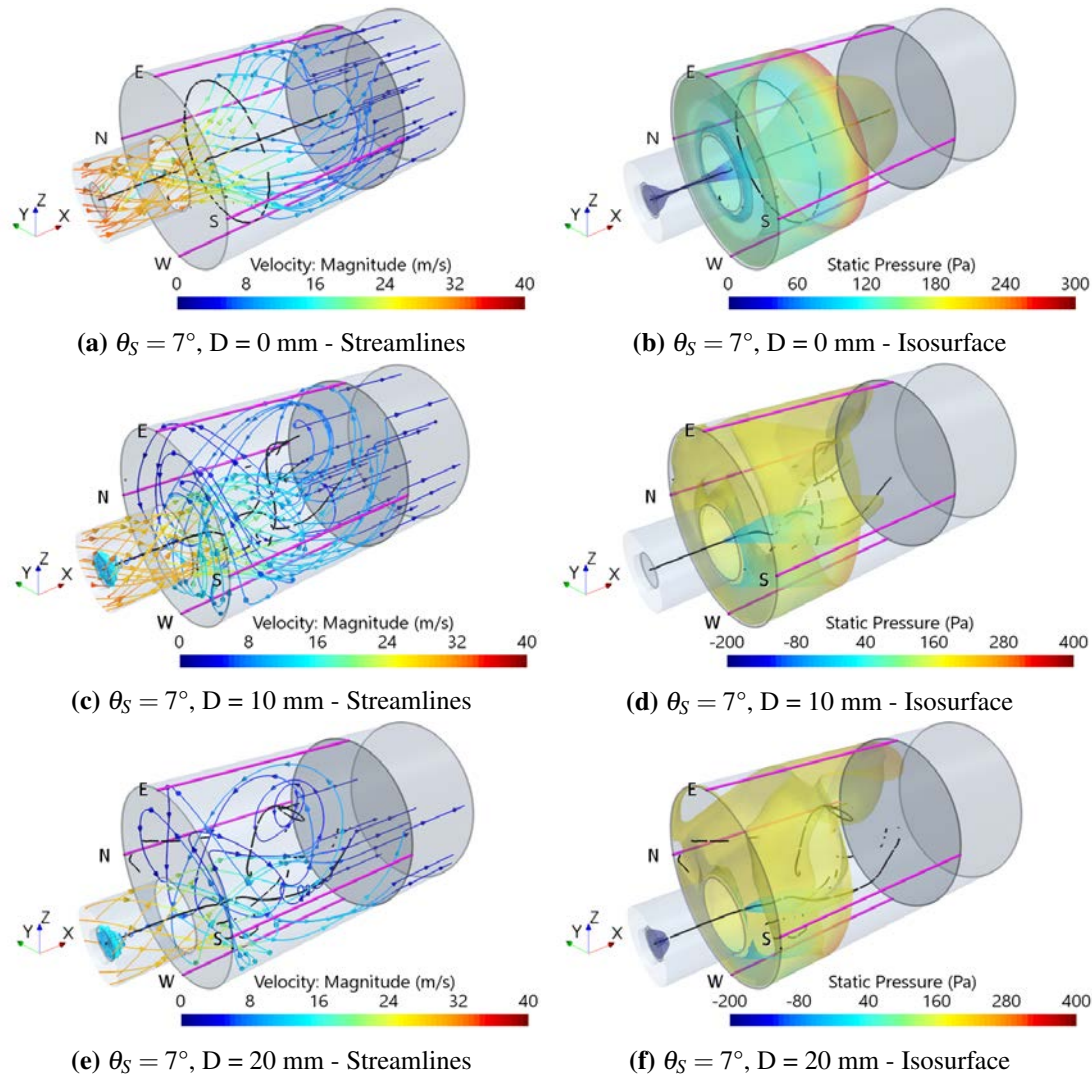 E
N
S
W
Y Z X
Velocity: Magnitude (m/s)
0 8 16 24 32 40
(a) θS = 7°, D = 0 mm - Streamlines
E
N
S
W
Y Z X
Static Pressure (Pa)
0 60 120 180 240 300
(b) θS = 7°, D = 0 mm - Isosurface
E
N
S
W
Y Z X
Velocity: Magnitude (m/s)
0 8 16 24 32 40
(c) θS = 7°, D = 10 mm - Streamlines
E
N
S
W
Y Z X
Static Pressure (Pa)
-200 -80 40 160 280 400
(d) θS = 7°, D = 10 mm - Isosurface
E
N
S
W
Y Z X
Velocity: Magnitude (m/s)
0 8 16 24 32 40
(e) θS = 7°, D = 20 mm - Streamlines
E
N
S
W
Y Z X
Static Pressure (Pa)
-200 -80 40 160 280 400
(f) θS = 7°, D = 20 mm - Isosurface